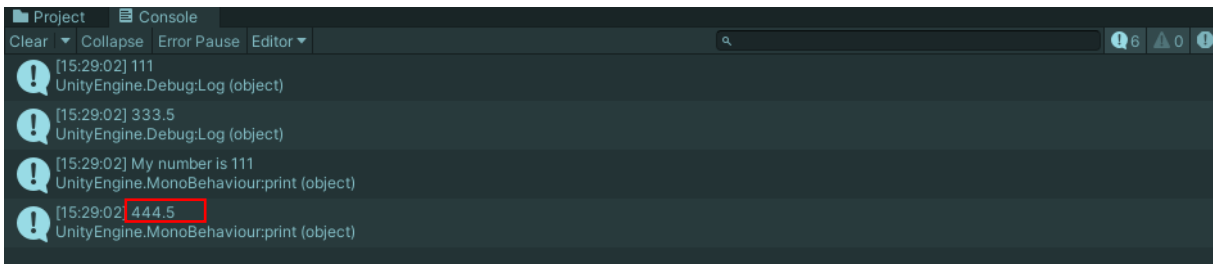 Project Console
Clear Collapse Error Pause Editor 6 0
[15:29:02] 111
UnityEngine.Debug:Log (object)
[15:29:02] 333.5
UnityEngine.Debug:Log (object)
[15:29:02] My number is 111
UnityEngine.MonoBehaviour:print (object)
[15:29:02] 444.5
UnityEngine.MonoBehaviour:print (object)